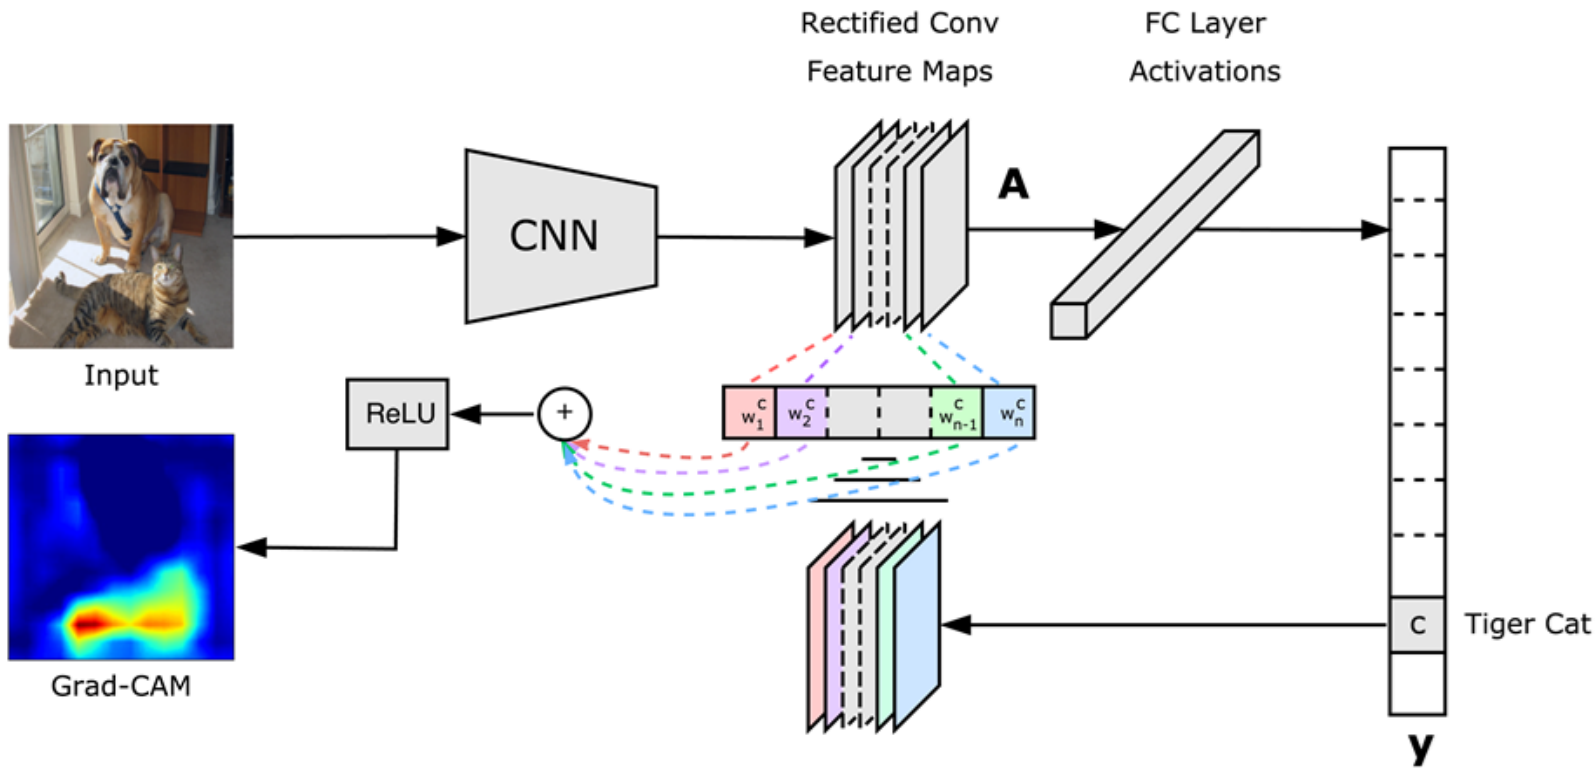 Rectified Conv
Feature Maps
FC Layer
Activations
CNN
A
Input
ReLU
+
w₁ᶜ
w₂ᶜ
wₙ₋₁ᶜ
wₙᶜ
c
Tiger Cat
Grad-CAM
y